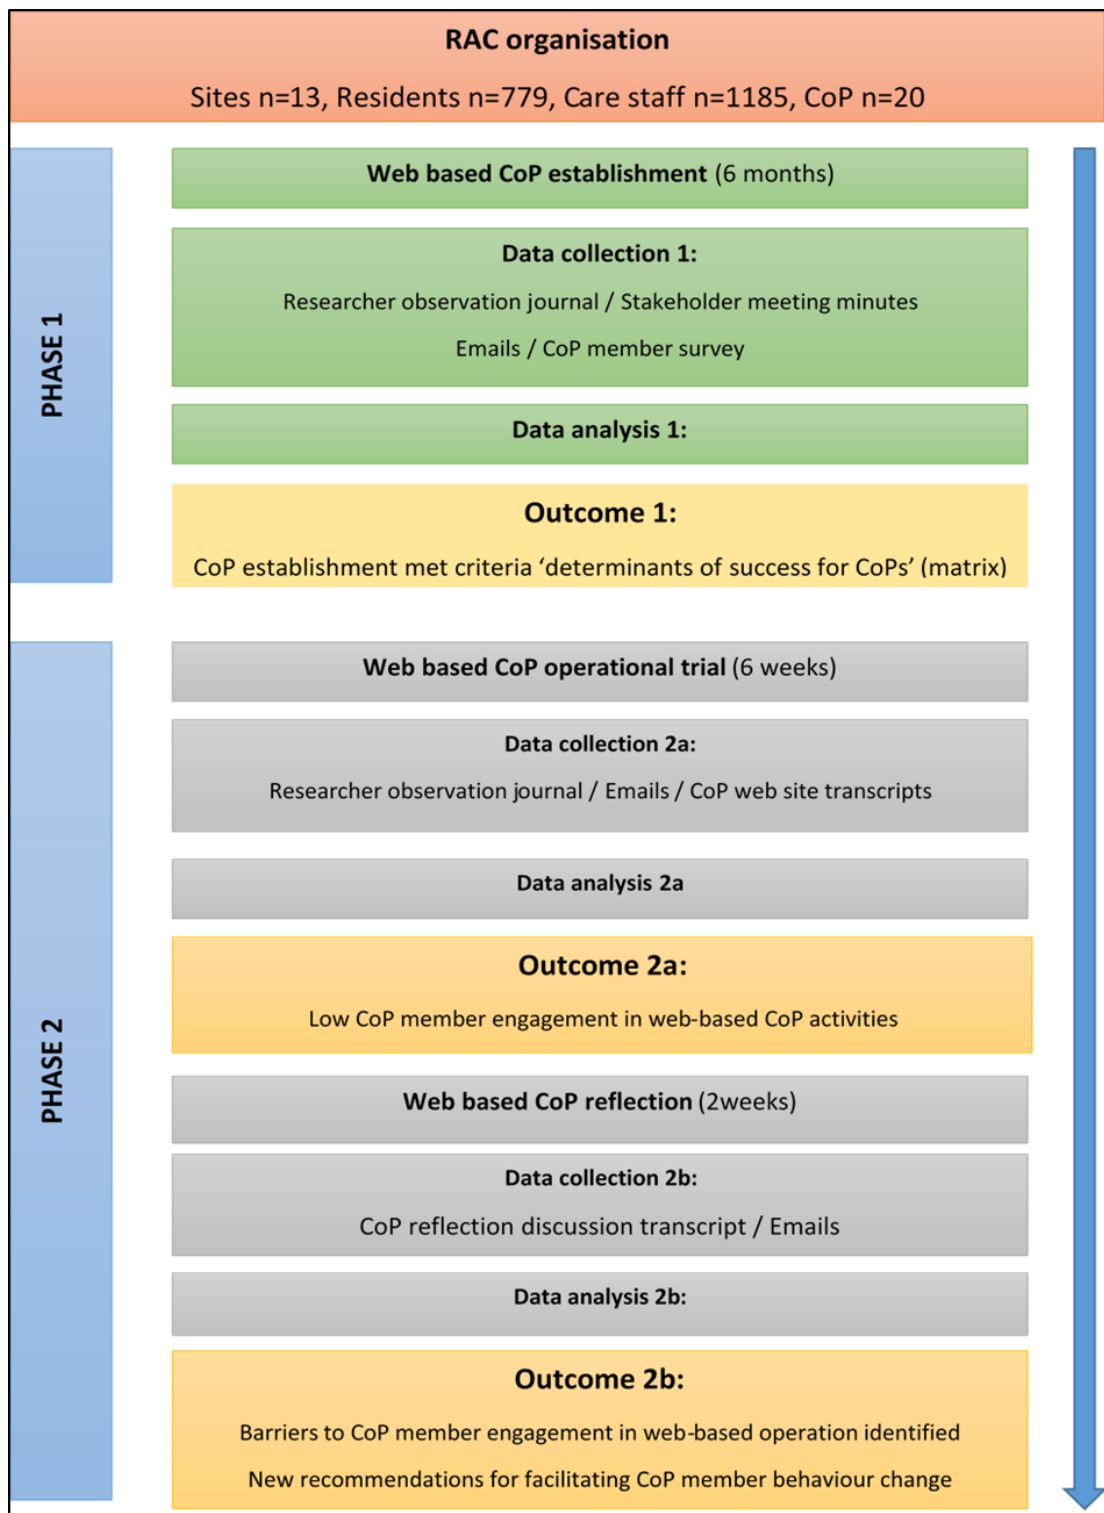 RAC organisation
Sites n=13, Residents n=779, Care staff n=1185, CoP n=20
PHASE 1
Web based CoP establishment (6 months)
Data collection 1:
Researcher observation journal / Stakeholder meeting minutes
Emails / CoP member survey
Data analysis 1:
Outcome 1:
CoP establishment met criteria ‘determinants of success for CoPs’ (matrix)
PHASE 2
Web based CoP operational trial (6 weeks)
Data collection 2a:
Researcher observation journal / Emails / CoP web site transcripts
Data analysis 2a
Outcome 2a:
Low CoP member engagement in web-based CoP activities
Web based CoP reflection (2weeks)
Data collection 2b:
CoP reflection discussion transcript / Emails
Data analysis 2b:
Outcome 2b:
Barriers to CoP member engagement in web-based operation identified
New recommendations for facilitating CoP member behaviour change